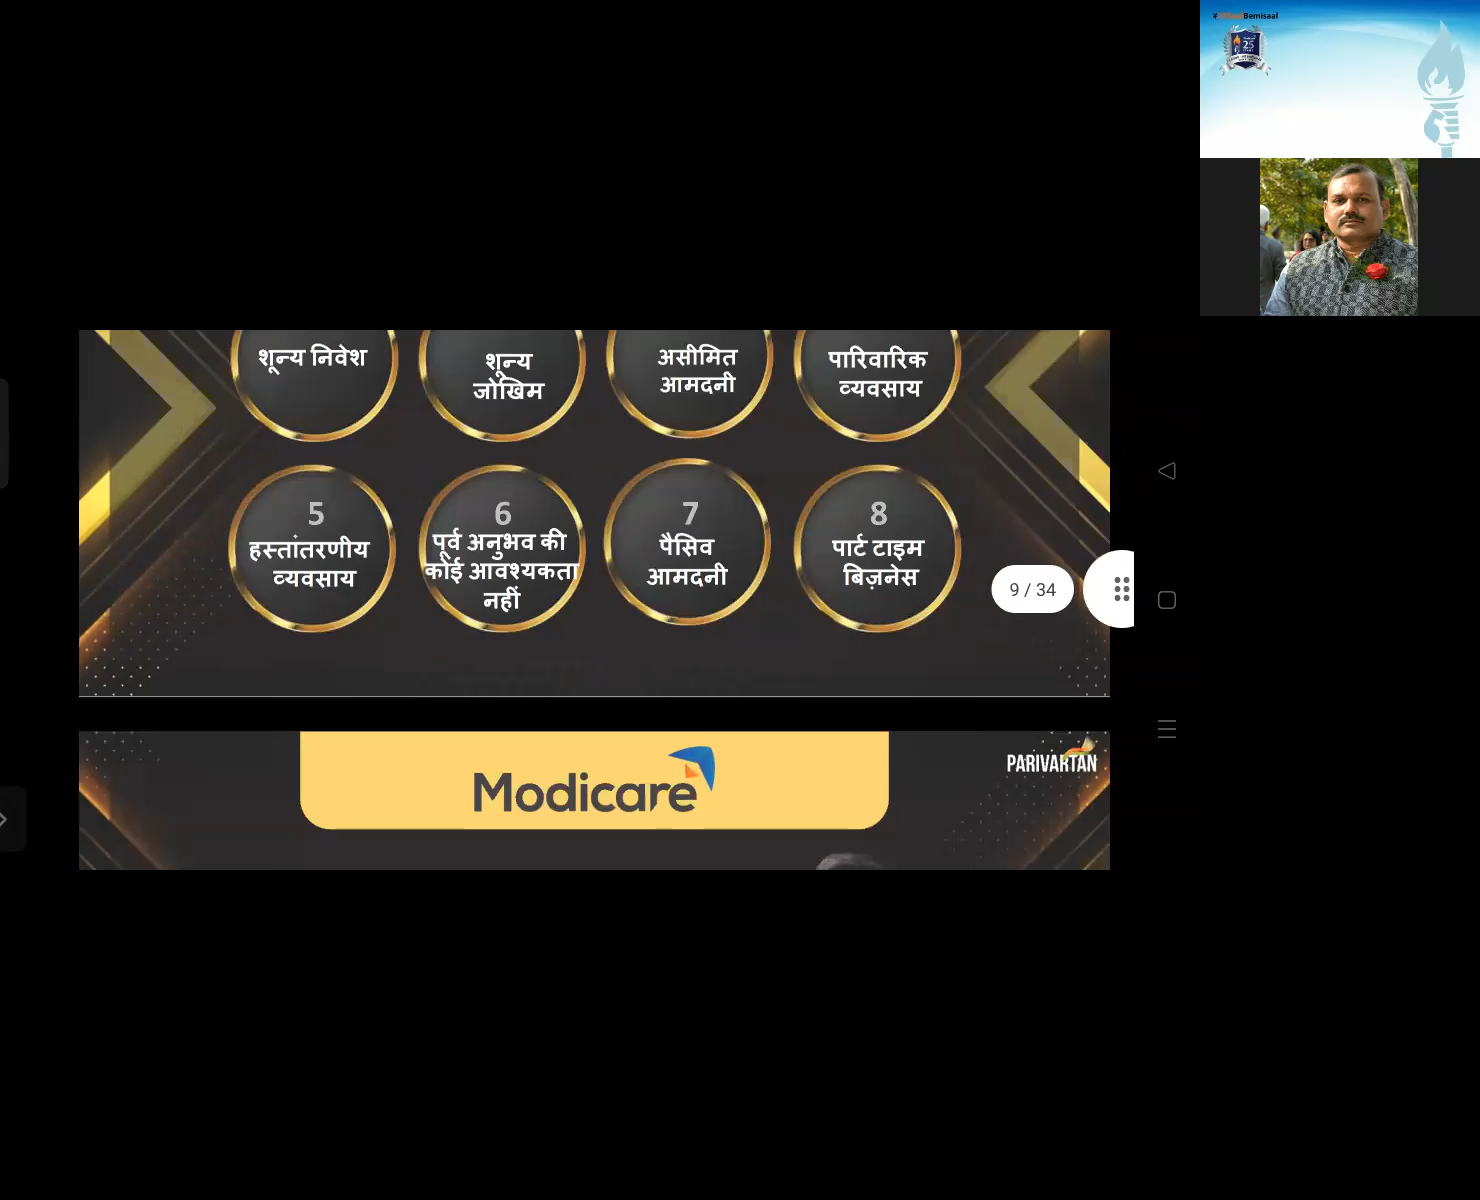 Bemisaal
25
शून्य निवेश
शून्य
जोखिम
असीमित
आमदनी
पारिवारिक
व्यवसाय
5
हस्तांतरणीय
व्यवसाय
6
पूर्व अनुभव की
कोई आवश्यकता
नहीं
7
पैसिव
आमदनी
8
पार्ट टाइम
बिज़नेस
9 / 34
Modicare
PARIVARTAN